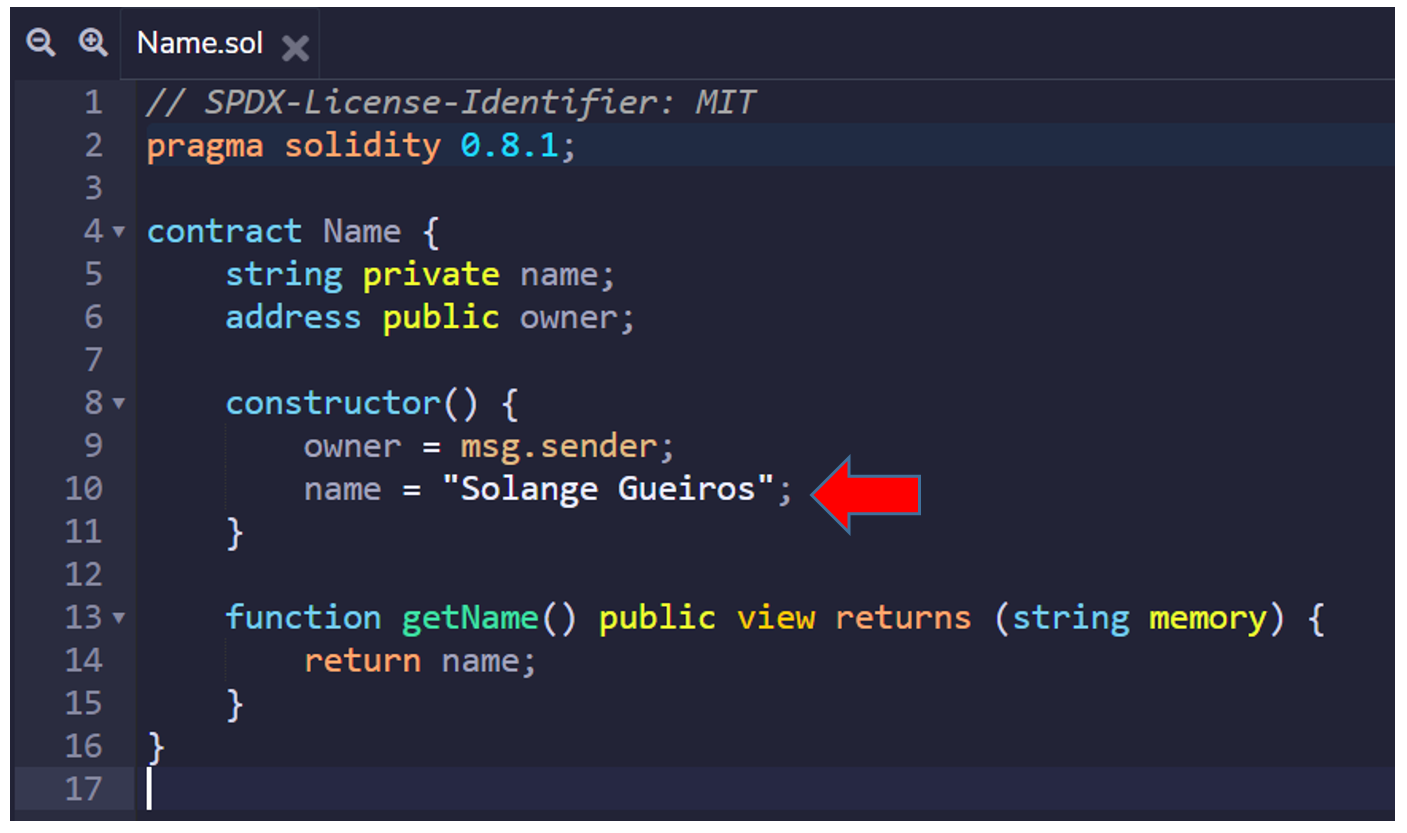 Name.sol
1 // SPDX-License-Identifier: MIT
2 pragma solidity 0.8.1;
3
4 contract Name {
5     string private name;
6     address public owner;
7
8     constructor() {
9         owner = msg.sender;
10         name = "Solange Gueiros";
11     }
12
13     function getName() public view returns (string memory) {
14         return name;
15     }
16 }
17